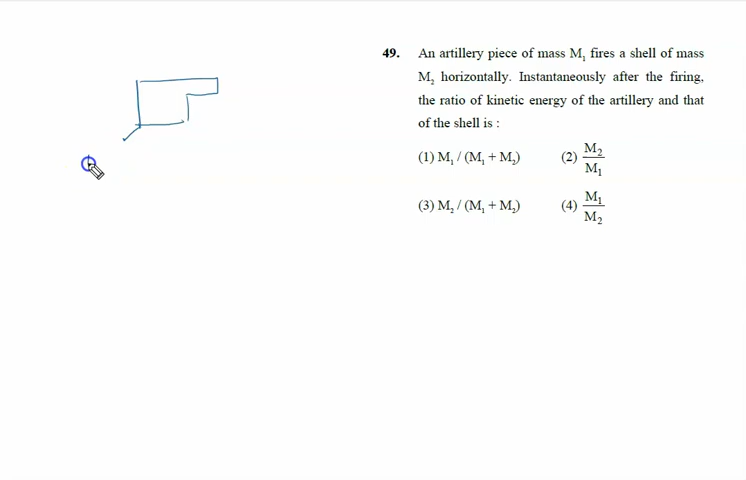 49. An artillery piece of mass M₁ fires a shell of mass
M₂ horizontally. Instantaneously after the firing,
the ratio of kinetic energy of the artillery and that
of the shell is :
(1) M₁ / (M₁ + M₂) (2) M₂/M₁
(3) M₂ / (M₁ + M₂) (4) M₁/M₂